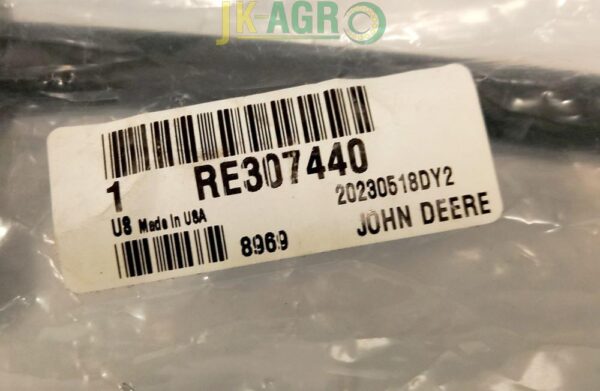 JK-AGRO
1 RE307440
20230518DY2
US Made in USA
8969
JOHN DEERE